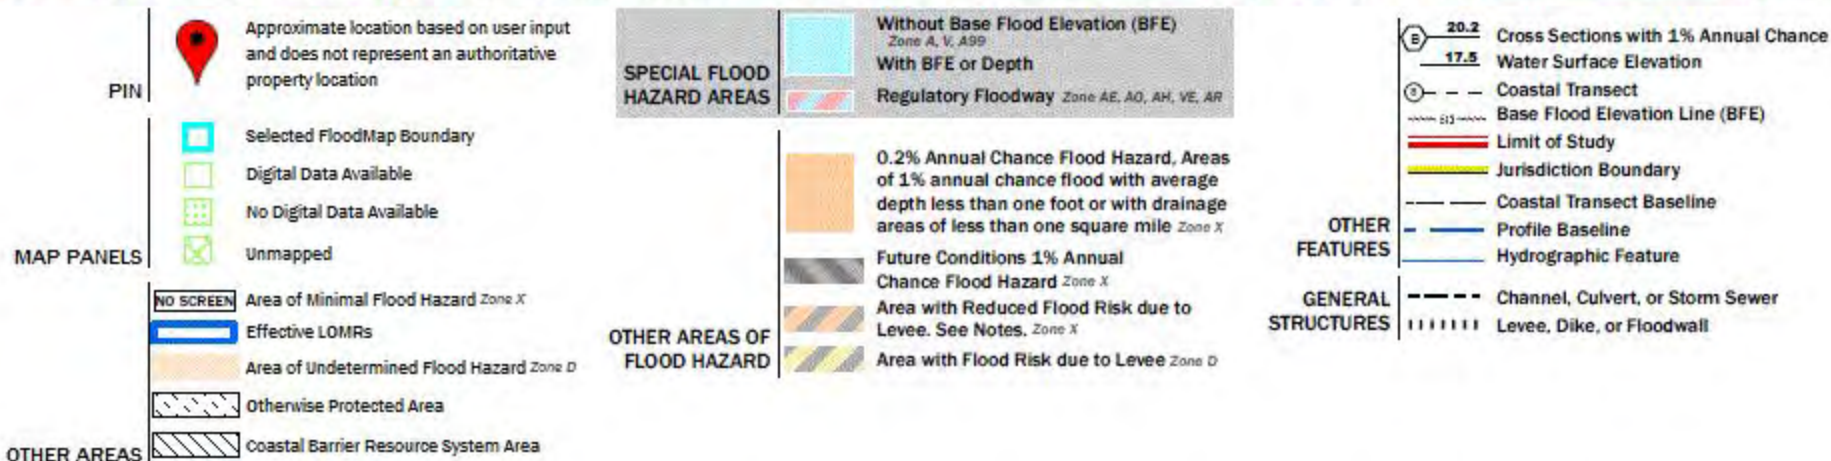 PIN
Approximate location based on user input
and does not represent an authoritative
property location
MAP PANELS
Selected FloodMap Boundary
Digital Data Available
No Digital Data Available
Unmapped
OTHER AREAS
NO SCREEN Area of Minimal Flood Hazard Zone X
Effective LOMRs
Area of Undetermined Flood Hazard Zone D
Otherwise Protected Area
Coastal Barrier Resource System Area
SPECIAL FLOOD
HAZARD AREAS
Without Base Flood Elevation (BFE)
Zone A, V, A99
With BFE or Depth
Regulatory Floodway Zone AE, AO, AH, VE, AR
OTHER AREAS OF
FLOOD HAZARD
0.2% Annual Chance Flood Hazard, Areas
of 1% annual chance flood with average
depth less than one foot or with drainage
areas of less than one square mile Zone X
Future Conditions 1% Annual
Chance Flood Hazard Zone X
Area with Reduced Flood Risk due to
Levee. See Notes. Zone X
Area with Flood Risk due to Levee Zone D
OTHER
FEATURES
B 20.2 Cross Sections with 1% Annual Chance
17.5 Water Surface Elevation
8 Coastal Transect
513 Base Flood Elevation Line (BFE)
Limit of Study
Jurisdiction Boundary
Coastal Transect Baseline
Profile Baseline
Hydrographic Feature
GENERAL
STRUCTURES
Channel, Culvert, or Storm Sewer
Levee, Dike, or Floodwall